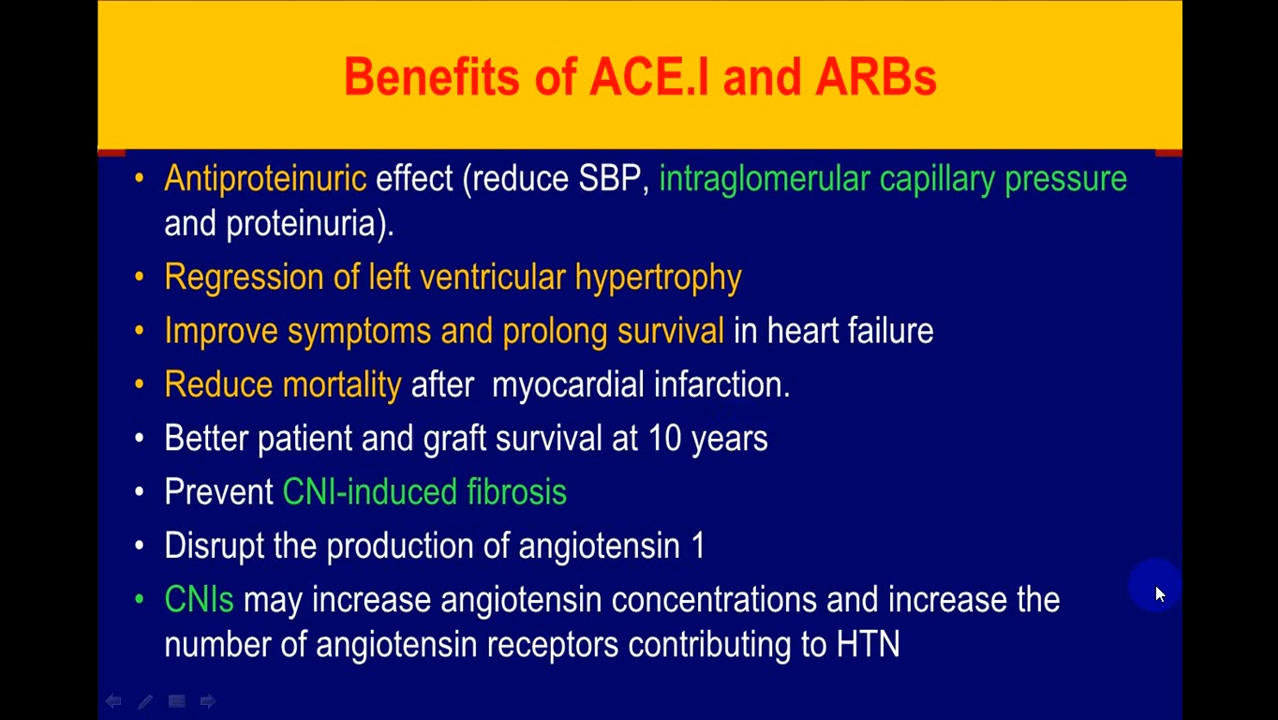 Benefits of ACE.I and ARBs
• Antiproteinuric effect (reduce SBP, intraglomerular capillary pressure
and proteinuria).
• Regression of left ventricular hypertrophy
• Improve symptoms and prolong survival in heart failure
• Reduce mortality after  myocardial infarction.
• Better patient and graft survival at 10 years
• Prevent CNI-induced fibrosis
• Disrupt the production of angiotensin 1
• CNIs may increase angiotensin concentrations and increase the
number of angiotensin receptors contributing to HTN